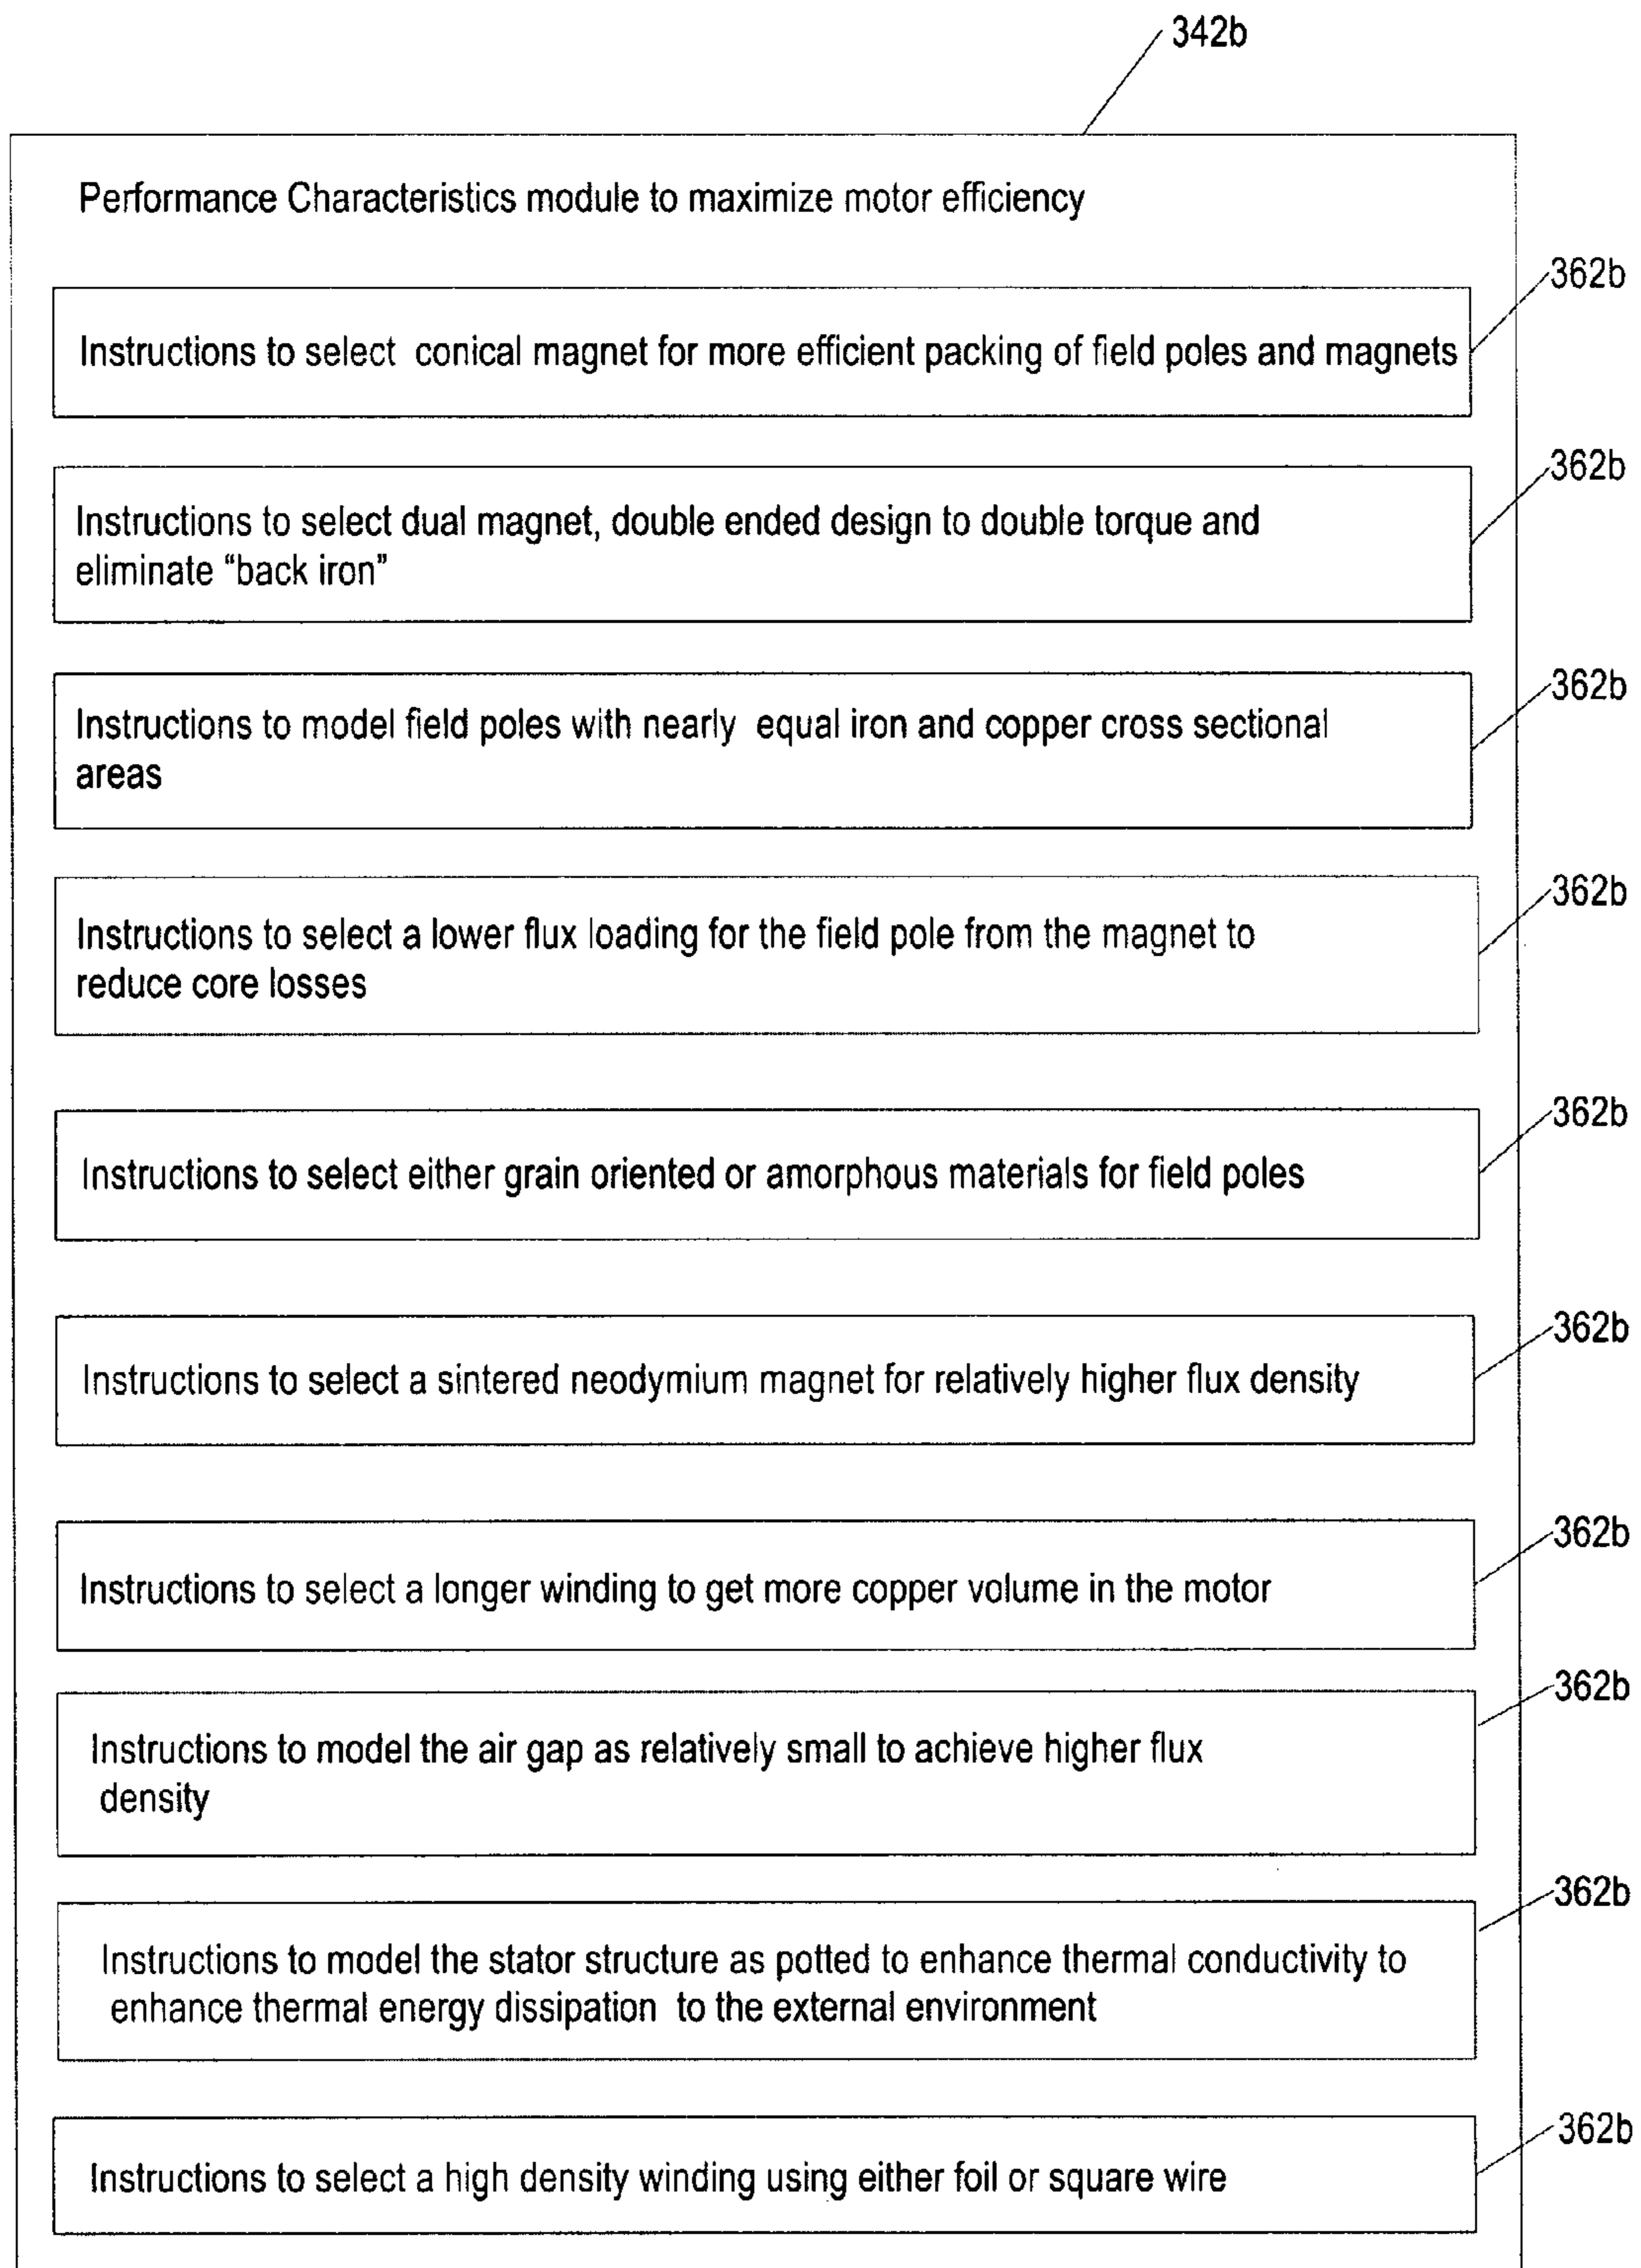 342b
Performance Characteristics module to maximize motor efficiency
362b
Instructions to select conical magnet for more efficient packing of field poles and magnets
362b
Instructions to select dual magnet, double ended design to double torque and
eliminate “back iron”
362b
Instructions to model field poles with nearly equal iron and copper cross sectional
areas
362b
Instructions to select a lower flux loading for the field pole from the magnet to
reduce core losses
362b
Instructions to select either grain oriented or amorphous materials for field poles
362b
Instructions to select a sintered neodymium magnet for relatively higher flux density
362b
Instructions to select a longer winding to get more copper volume in the motor
362b
Instructions to model the air gap as relatively small to achieve higher flux
density
362b
Instructions to model the stator structure as potted to enhance thermal conductivity to
enhance thermal energy dissipation to the external environment
362b
Instructions to select a high density winding using either foil or square wire